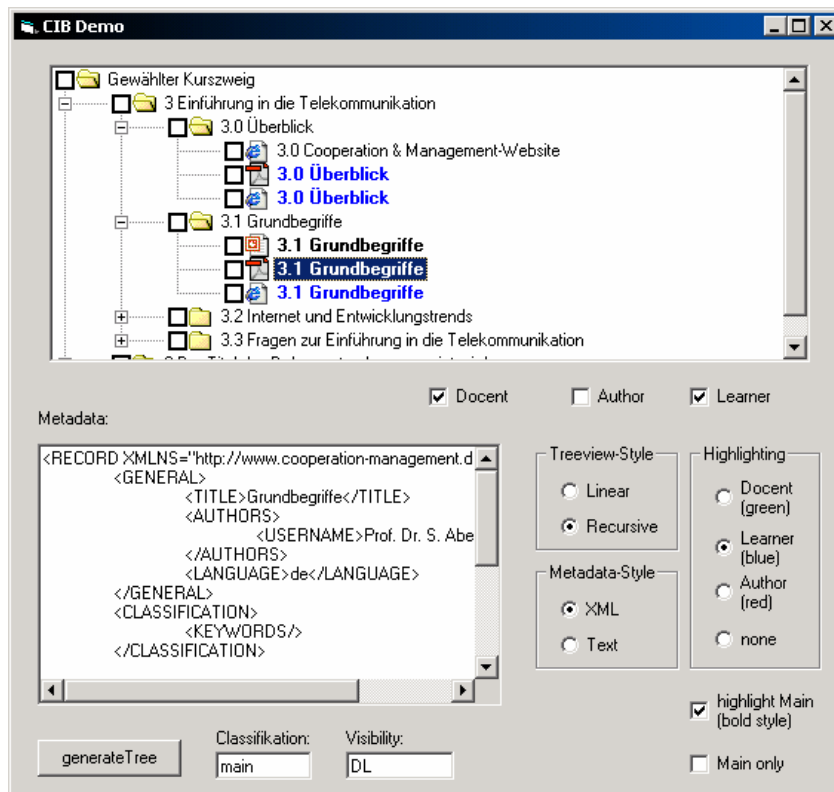 CIB Demo
Gewählter Kurszweig
3 Einführung in die Telekommunikation
3.0 Überblick
3.0 Cooperation & Management-Website
3.0 Überblick
3.0 Überblick
3.1 Grundbegriffe
3.1 Grundbegriffe
3.1 Grundbegriffe
3.1 Grundbegriffe
3.2 Internet und Entwicklungstrends
3.3 Fragen zur Einführung in die Telekommunikation
Docent Author Learner
Metadata:
<RECORD XMLNS="http://www.cooperation-management.d
<GENERAL>
<TITLE>Grundbegriffe</TITLE>
<AUTHORS>
<USERNAME>Prof. Dr. S. Abe
</AUTHORS>
<LANGUAGE>de</LANGUAGE>
</GENERAL>
<CLASSIFICATION>
<KEYWORDS/>
</CLASSIFICATION>
Treeview-Style
Linear
Recursive
Metadata-Style
XML
Text
Highlighting
Docent
(green)
Learner
(blue)
Author
(red)
none
highlight Main
(bold style)
Main only
generateTree
Classifikation:
main
Visibility:
DL